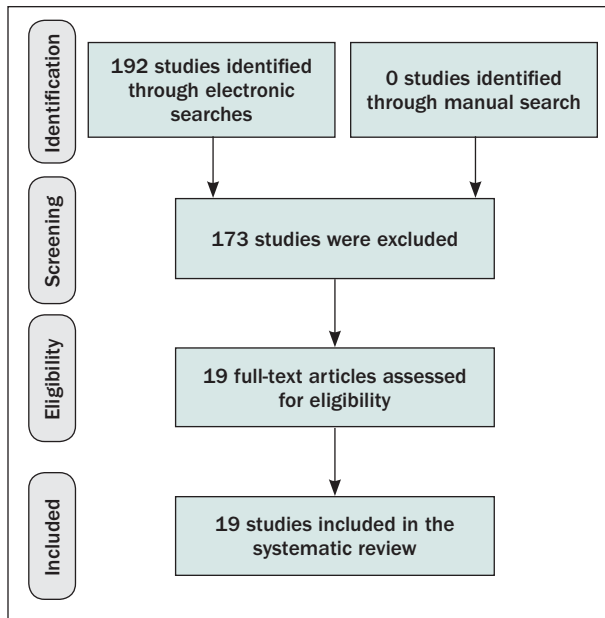 Identification
192 studies identified
through electronic
searches
0 studies identified
through manual search
Screening
173 studies were excluded
Eligibility
19 full-text articles assessed
for eligibility
Included
19 studies included in the
systematic review